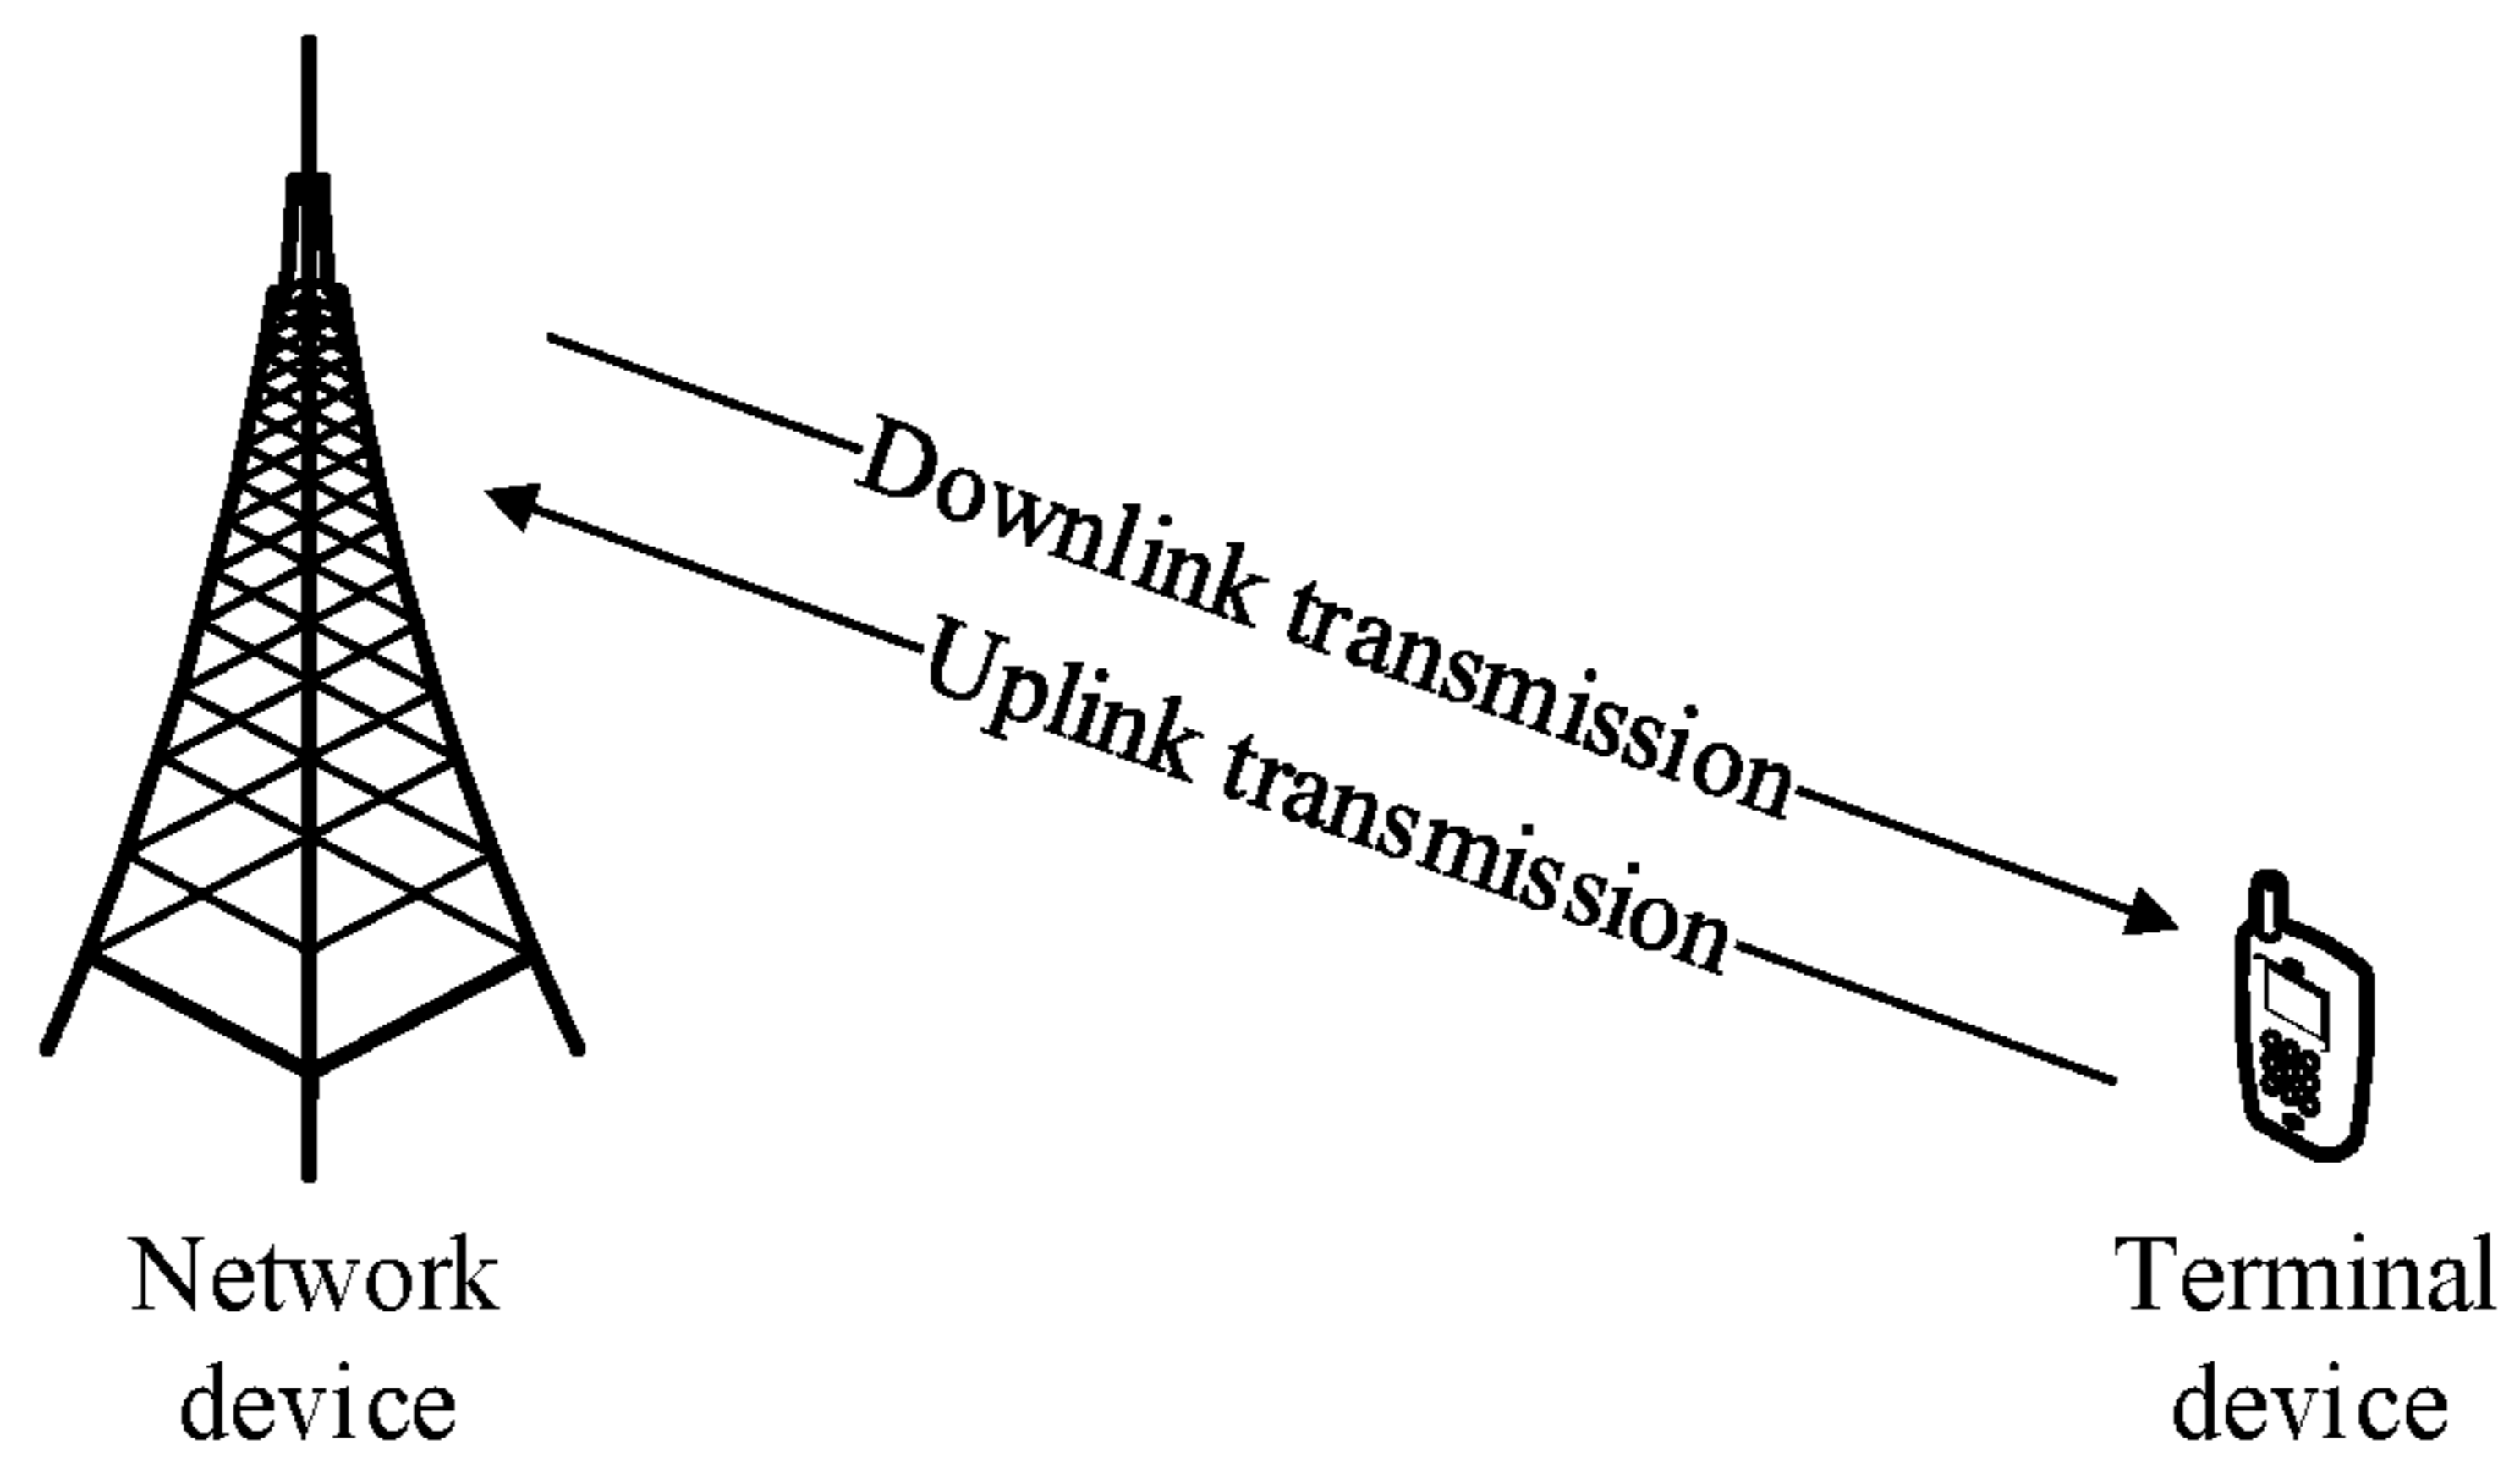 Downlink transmission
Uplink transmission
Network
device
Terminal
device